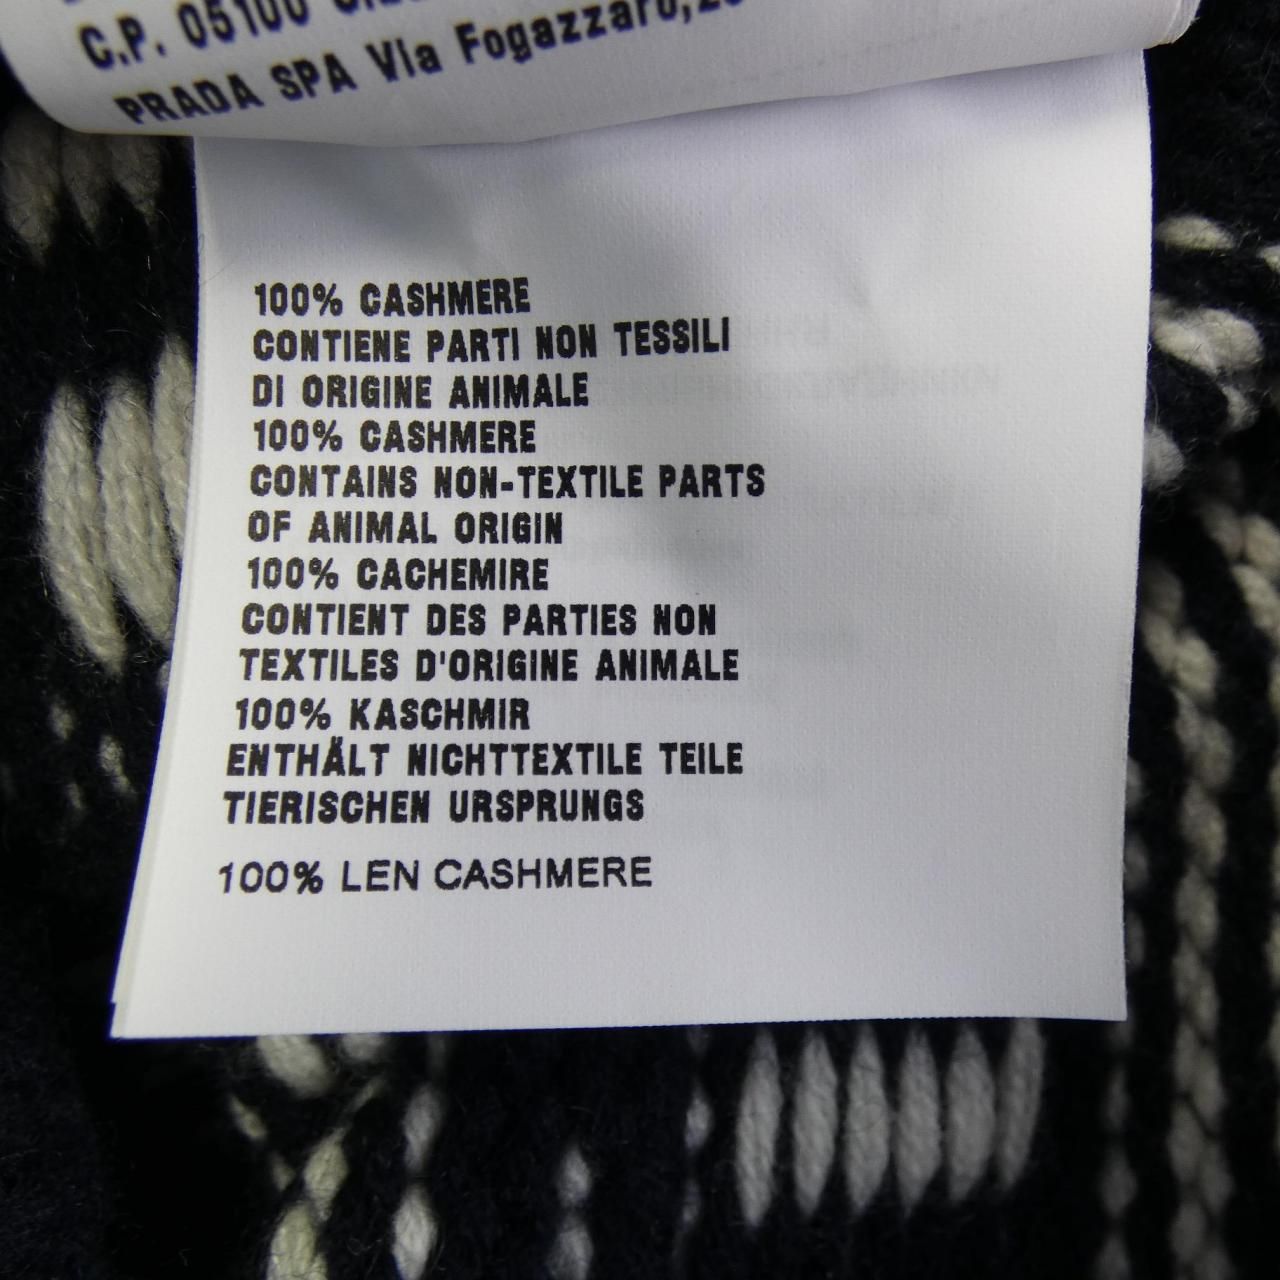 C.P. 05100
PRADA SPA Via Fogazzaro,28
100% CASHMERE
CONTIENE PARTI NON TESSILI
DI ORIGINE ANIMALE
100% CASHMERE
CONTAINS NON-TEXTILE PARTS
OF ANIMAL ORIGIN
100% CACHEMIRE
CONTIENT DES PARTIES NON
TEXTILES D'ORIGINE ANIMALE
100% KASCHMIR
ENTHÄLT NICHTTEXTILE TEILE
TIERISCHEN URSPRUNGS
100% LEN CASHMERE